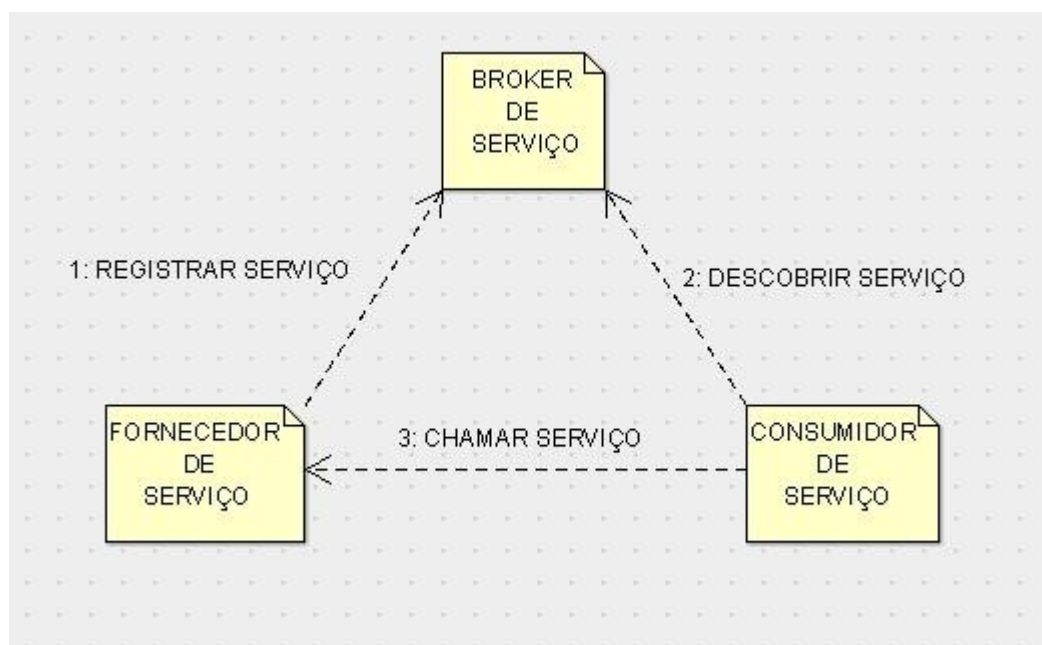 BROKER
DE
SERVIÇO
1: REGISTRAR SERVIÇO
2: DESCOBRIR SERVIÇO
FORNECEDOR
DE
SERVIÇO
3: CHAMAR SERVIÇO
CONSUMIDOR
DE
SERVIÇO